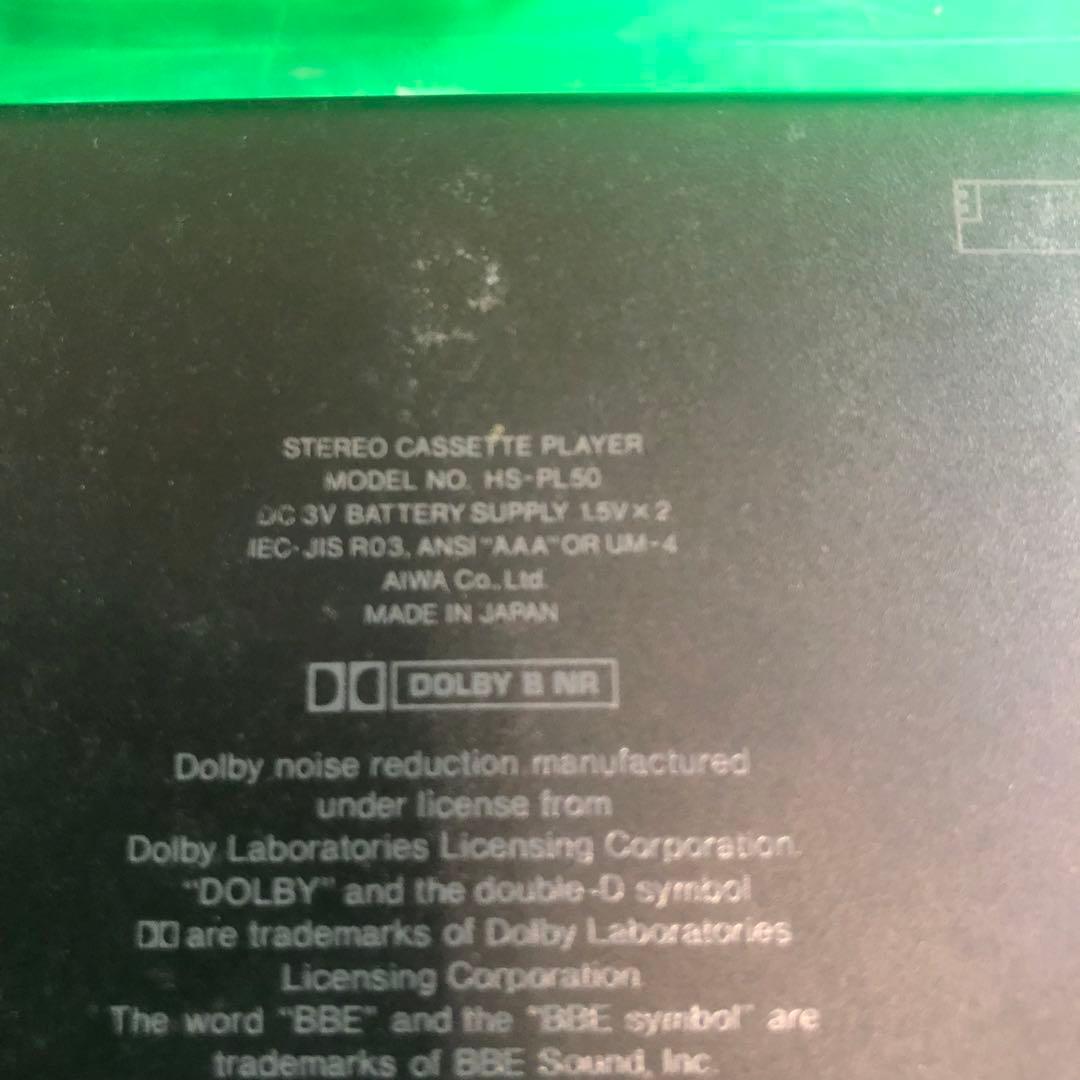 STEREO CASSETTE PLAYER
MODEL NO. HS-PL50
DC 3V BATTERY SUPPLY 1.5V×2
IEC·JIS R03, ANSI "AAA" OR UM-4
AIWA Co., Ltd.
MADE IN JAPAN
DOLBY B NR
Dolby noise reduction manufactured
under license from
Dolby Laboratories Licensing Corporation.
"DOLBY" and the double-D symbol
are trademarks of Dolby Laboratories
Licensing Corporation.
The word "BBE" and the "BBE symbol" are
trademarks of BBE Sound, Inc.